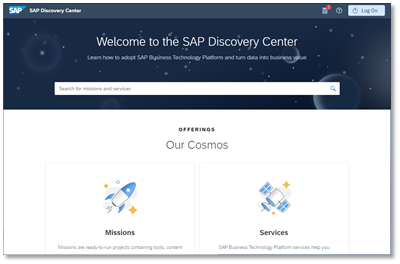 SAP SAP Discovery Center Log On
Welcome to the SAP Discovery Center
Learn how to adopt SAP Business Technology Platform and turn data into business value
Search for missions and services
OFFERINGS
Our Cosmos
Missions
Missions are ready-to-run projects containing tools, content
Services
SAP Business Technology Platform services help you